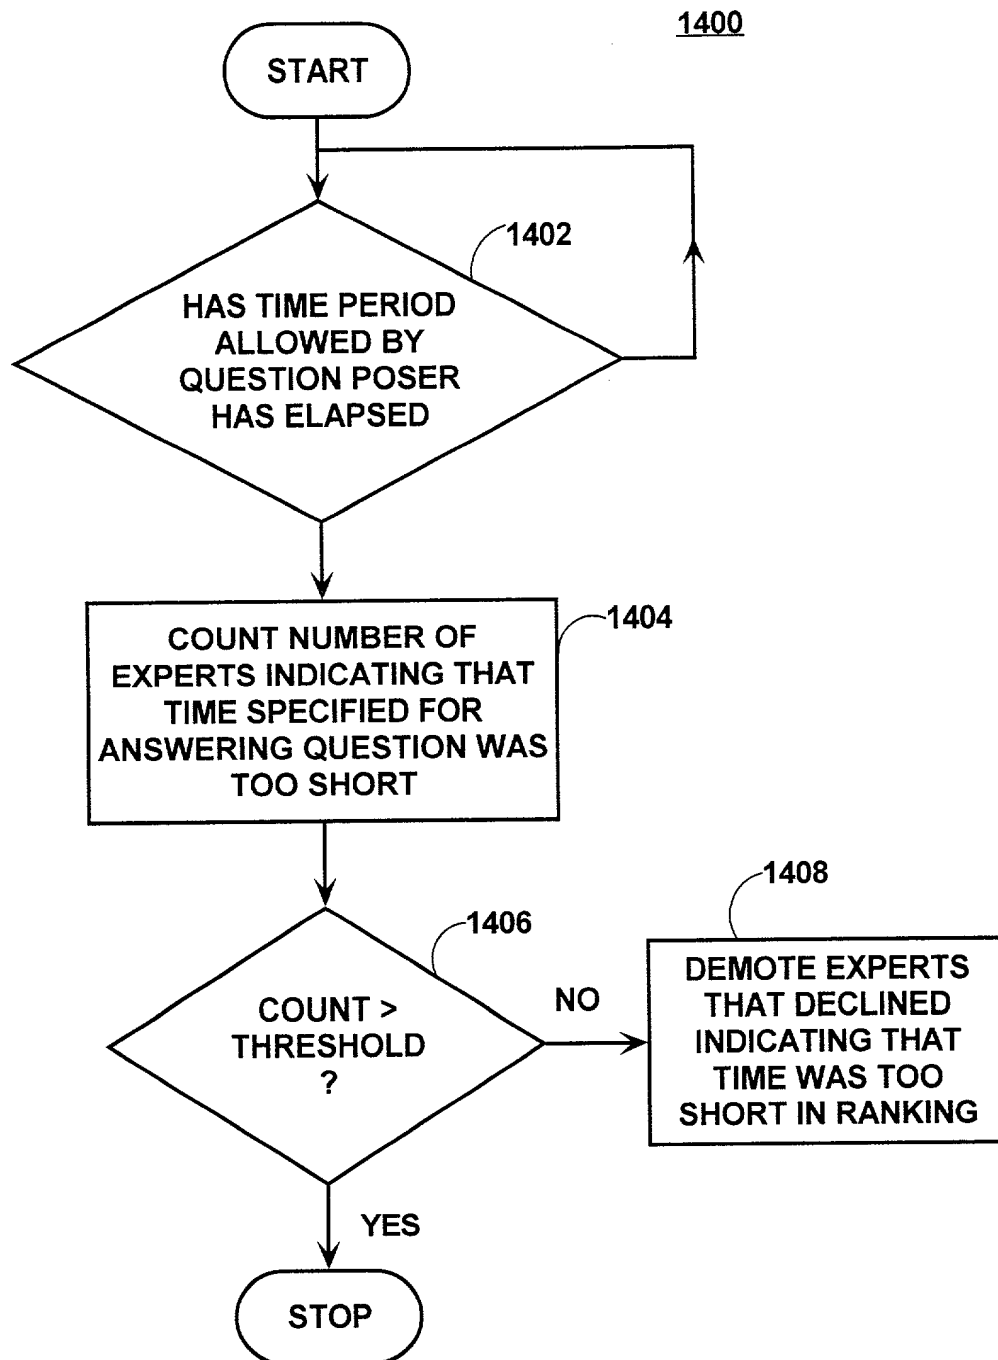 1400
START
1402
HAS TIME PERIOD
ALLOWED BY
QUESTION POSER
HAS ELAPSED
1404
COUNT NUMBER OF
EXPERTS INDICATING THAT
TIME SPECIFIED FOR
ANSWERING QUESTION WAS
TOO SHORT
1406
COUNT >
THRESHOLD
?
NO
1408
DEMOTE EXPERTS
THAT DECLINED
INDICATING THAT
TIME WAS TOO
SHORT IN RANKING
YES
STOP